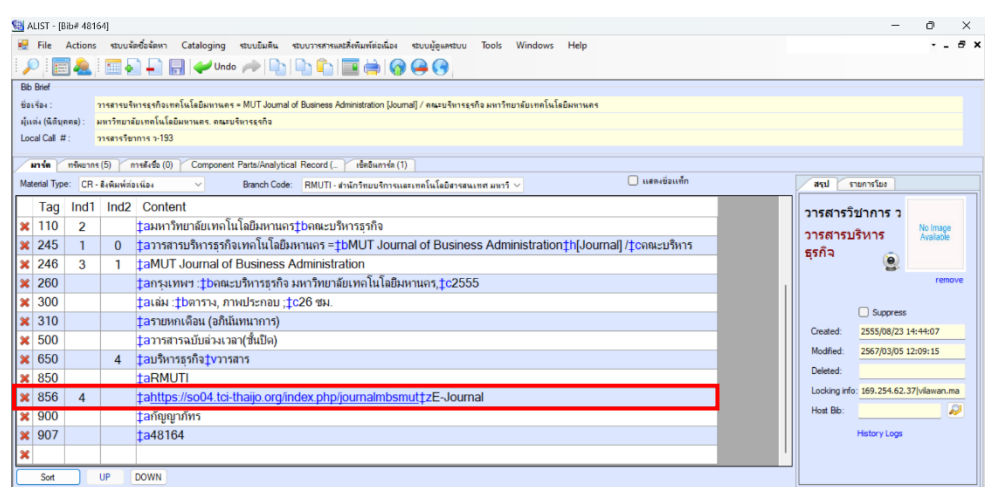 ALIST - [Bib# 48164]
File Actions ระบบจัดซื้อจัดหา Cataloging ระบบยืมคืน ระบบวารสารและสิ่งพิมพ์ต่อเนื่อง ระบบผู้ดูแลระบบ Tools Windows Help
Undo
Bib Brief
ชื่อเรื่อง : วารสารบริหารธุรกิจเทคโนโลยีมหานคร = MUT Journal of Business Administration [Journal] / คณะบริหารธุรกิจ มหาวิทยาลัยเทคโนโลยีมหานคร
ผู้แต่ง (นิติบุคคล) : มหาวิทยาลัยเทคโนโลยีมหานคร. คณะบริหารธุรกิจ
Local Call # : วารสารวิชาการ ว-193
มาร์ค ทรัพยากร (5) การสั่งซื้อ (0) Component Parts/Analytical Record (... เช็คอินการ์ด (1)
Material Type: CR - สิ่งพิมพ์ต่อเนื่อง Branch Code: RMUTI - สำนักวิทยบริการและเทคโนโลยีสารสนเทศ มทร.อีสาน แสดงข้อแท็ก
Tag Ind1 Ind2 Content
110 2 ‡aมหาวิทยาลัยเทคโนโลยีมหานคร‡bคณะบริหารธุรกิจ
245 1 0 ‡aวารสารบริหารธุรกิจเทคโนโลยีมหานคร =‡bMUT Journal of Business Administration‡h[Journal] /‡cคณะบริหาร
246 3 1 ‡aMUT Journal of Business Administration
260 ‡aกรุงเทพฯ :‡bคณะบริหารธุรกิจ มหาวิทยาลัยเทคโนโลยีมหานคร,‡c2555
300 ‡aเล่ม :‡bตาราง, ภาพประกอบ ;‡c26 ซม.
310 ‡aรายหกเดือน (อภินันทนาการ)
500 ‡aวารสารฉบับล่วงเวลา(ชั้นปิด)
650 4 ‡aบริหารธุรกิจ‡vวารสาร
850 ‡aRMUTI
856 4 ‡ahttps://so04.tci-thaijo.org/index.php/journalmbsmut‡zE-Journal
900 ‡aกัญญาภัทร
907 ‡a48164
Sort UP DOWN
สรุป รายการโยง
วารสารวิชาการ ว
วารสารบริหาร
ธุรกิจ
No Image
Available
remove
Suppress
Created: 2555/08/23 14:44:07
Modified: 2567/03/05 12:09:15
Deleted:
Locking info: 169.254.62.37|vilawan.ma
Host Bib:
History Logs